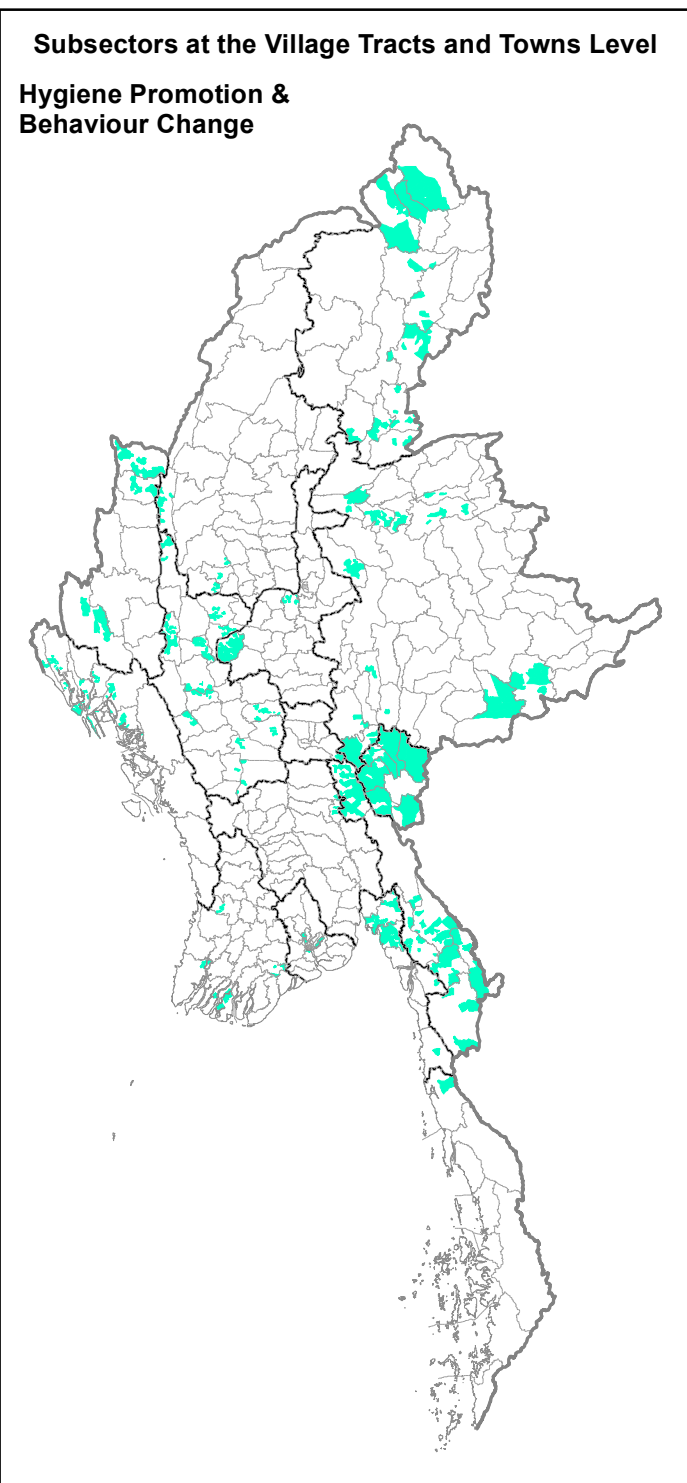 Subsectors at the Village Tracts and Towns Level
Hygiene Promotion &
Behaviour Change